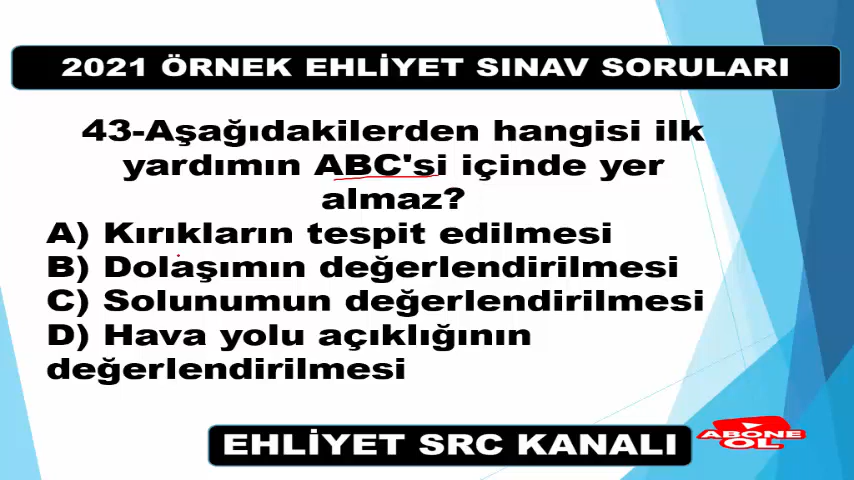 2021 ÖRNEK EHLİYET SINAV SORULARI
43-Aşağıdakilerden hangisi ilk
yardımın ABC'si içinde yer
almaz?
A) Kırıkların tespit edilmesi
B) Dolaşımın değerlendirilmesi
C) Solunumun değerlendirilmesi
D) Hava yolu açıklığının
değerlendirilmesi
EHLİYET SRC KANALI
ABONE
OL